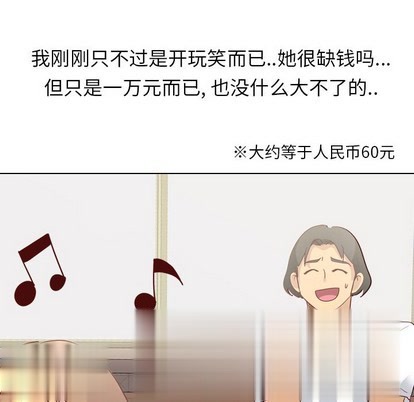 我刚刚只不过是开玩笑而已..她很缺钱吗...
但只是一万元而已, 也没什么大不了的..
※大约等于人民币60元